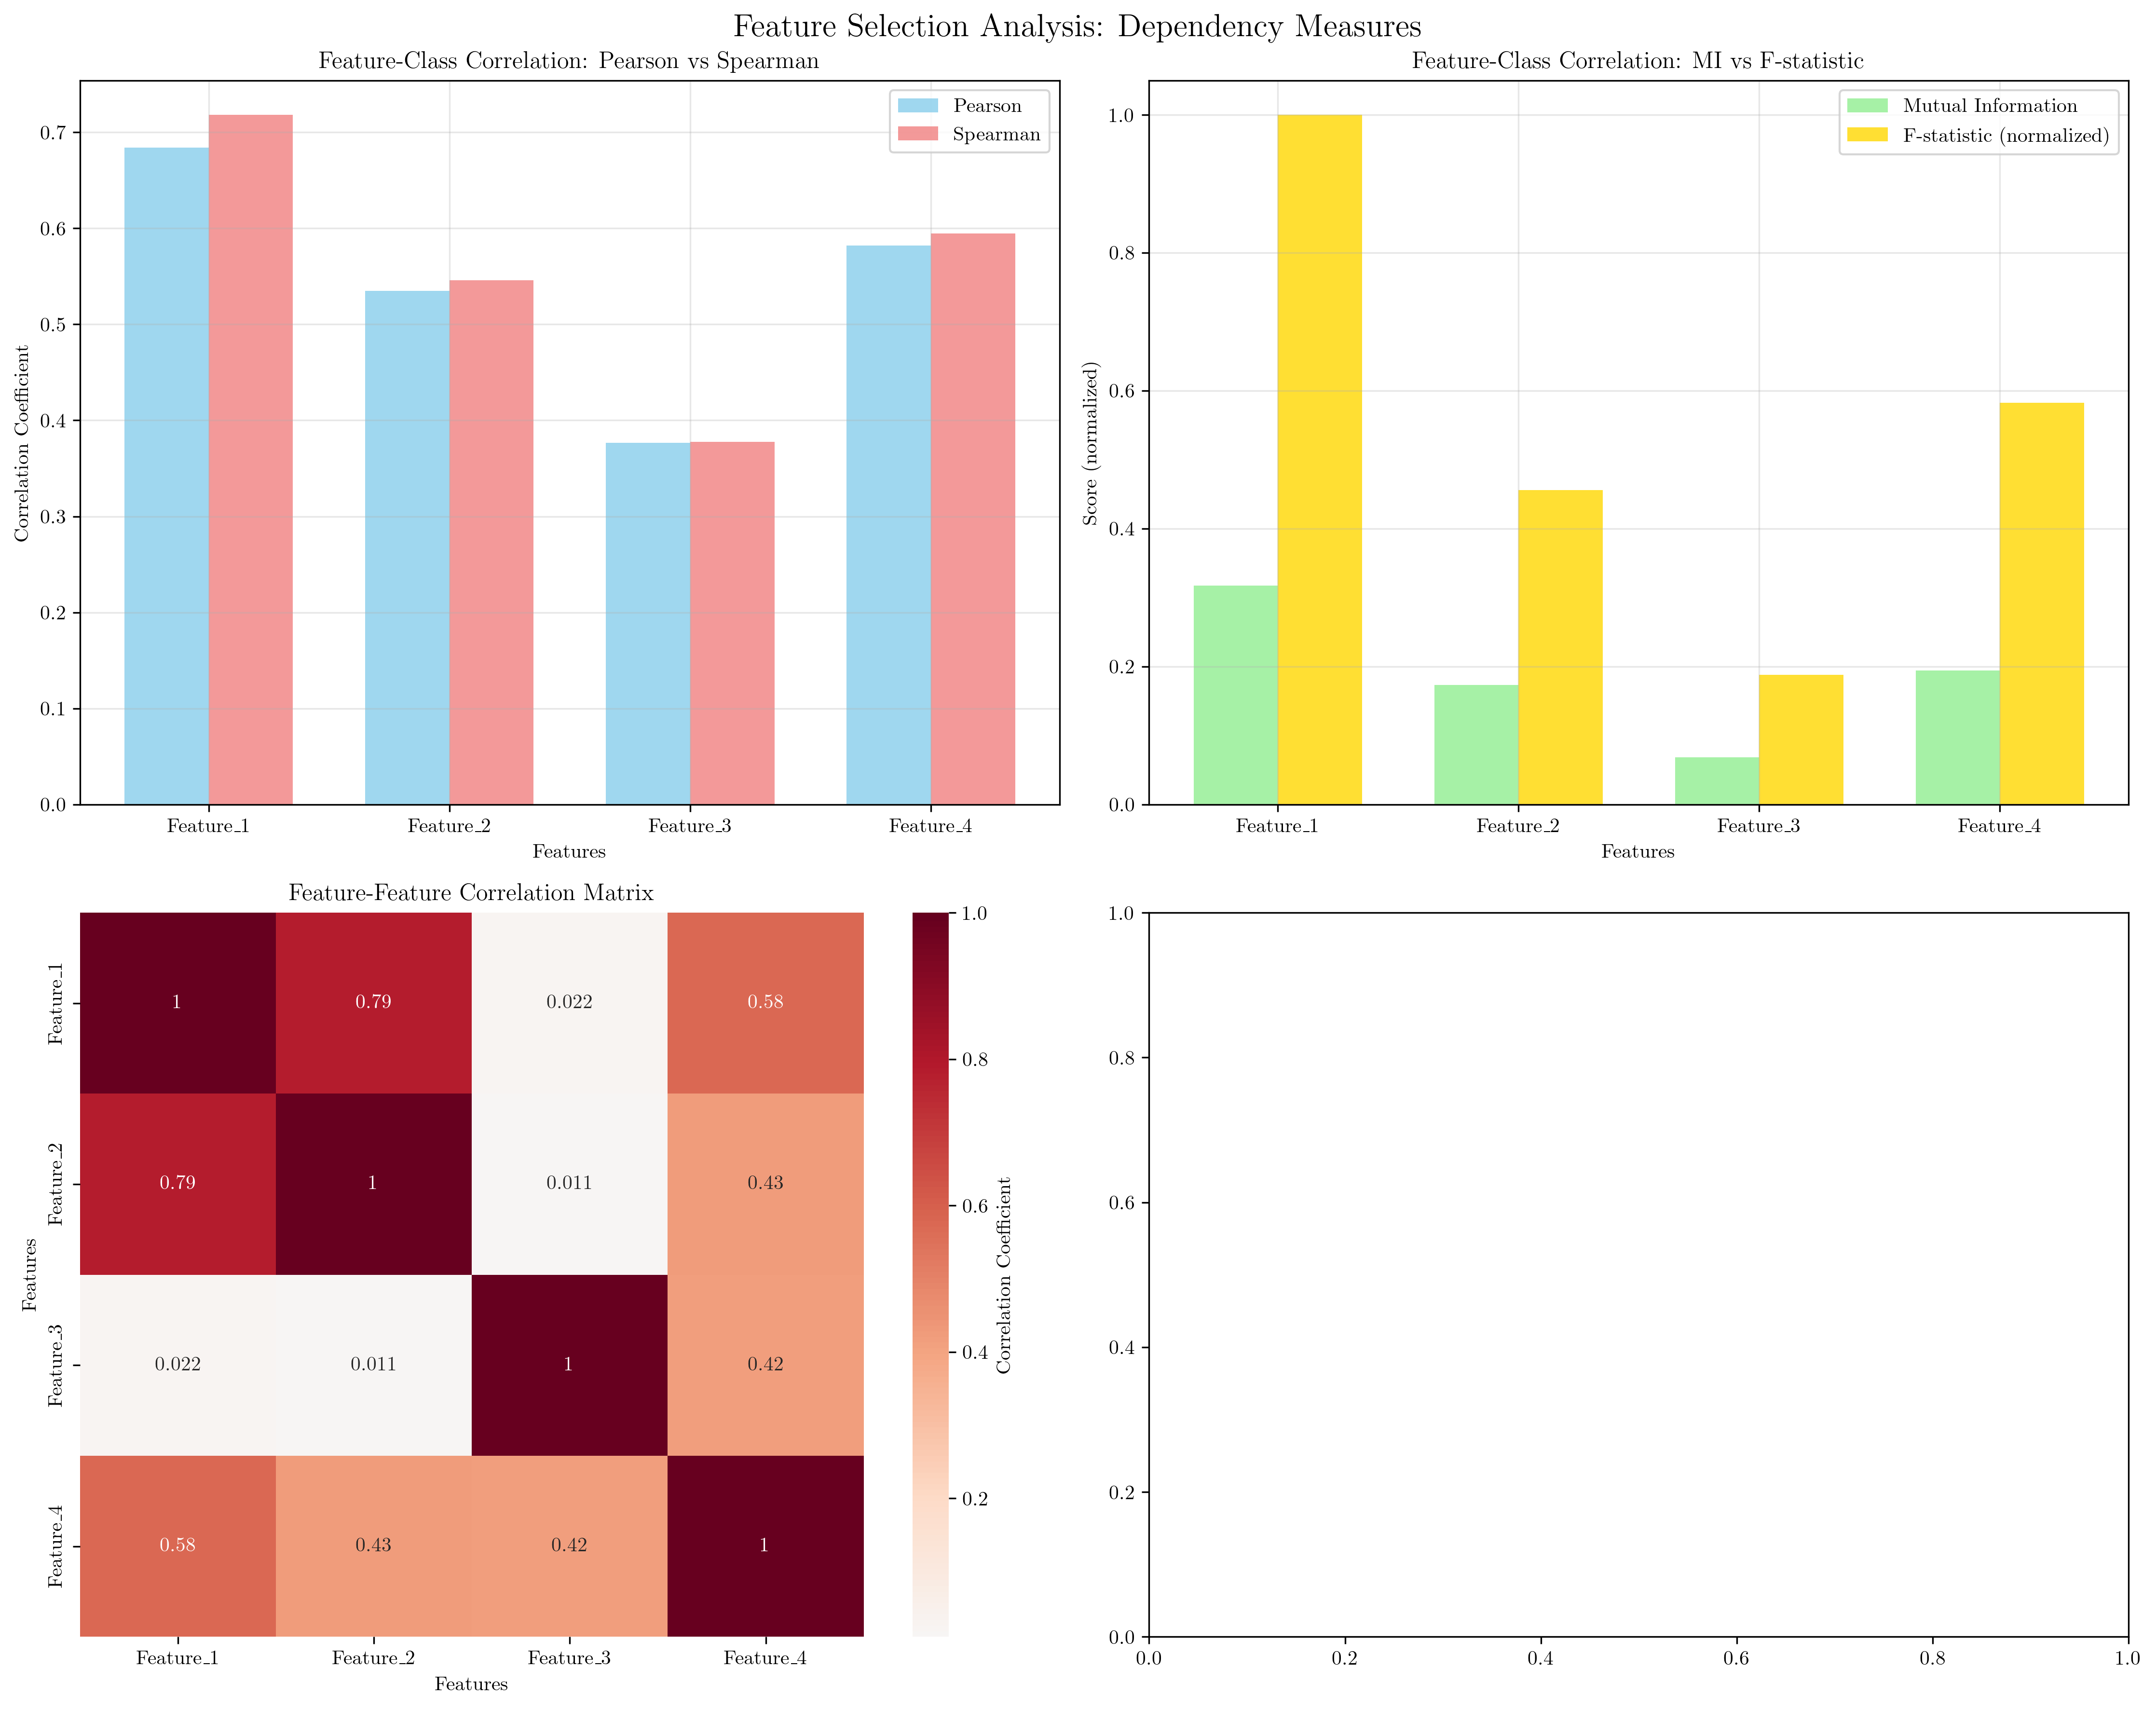 Feature Selection Analysis: Dependency Measures
Feature-Class Correlation: Pearson vs Spearman
Pearson
Spearman
0.7
0.6
0.5
0.4
0.3
0.2
0.1
0.0
Correlation Coefficient
Feature_1 Feature_2 Feature_3 Feature_4
Features
Feature-Class Correlation: MI vs F-statistic
Mutual Information
F-statistic (normalized)
1.0
0.8
0.6
0.4
0.2
0.0
Score (normalized)
Feature_1 Feature_2 Feature_3 Feature_4
Features
Feature-Feature Correlation Matrix
Features
Feature_1
1 0.79 0.022 0.58
Feature_2
0.79 1 0.011 0.43
Feature_3
0.022 0.011 1 0.42
Feature_4
0.58 0.43 0.42 1
Feature_1 Feature_2 Feature_3 Feature_4
Features
1.0
0.8
0.6
0.4
0.2
Correlation Coefficient
1.0
0.8
0.6
0.4
0.2
0.0
0.0 0.2 0.4 0.6 0.8 1.0